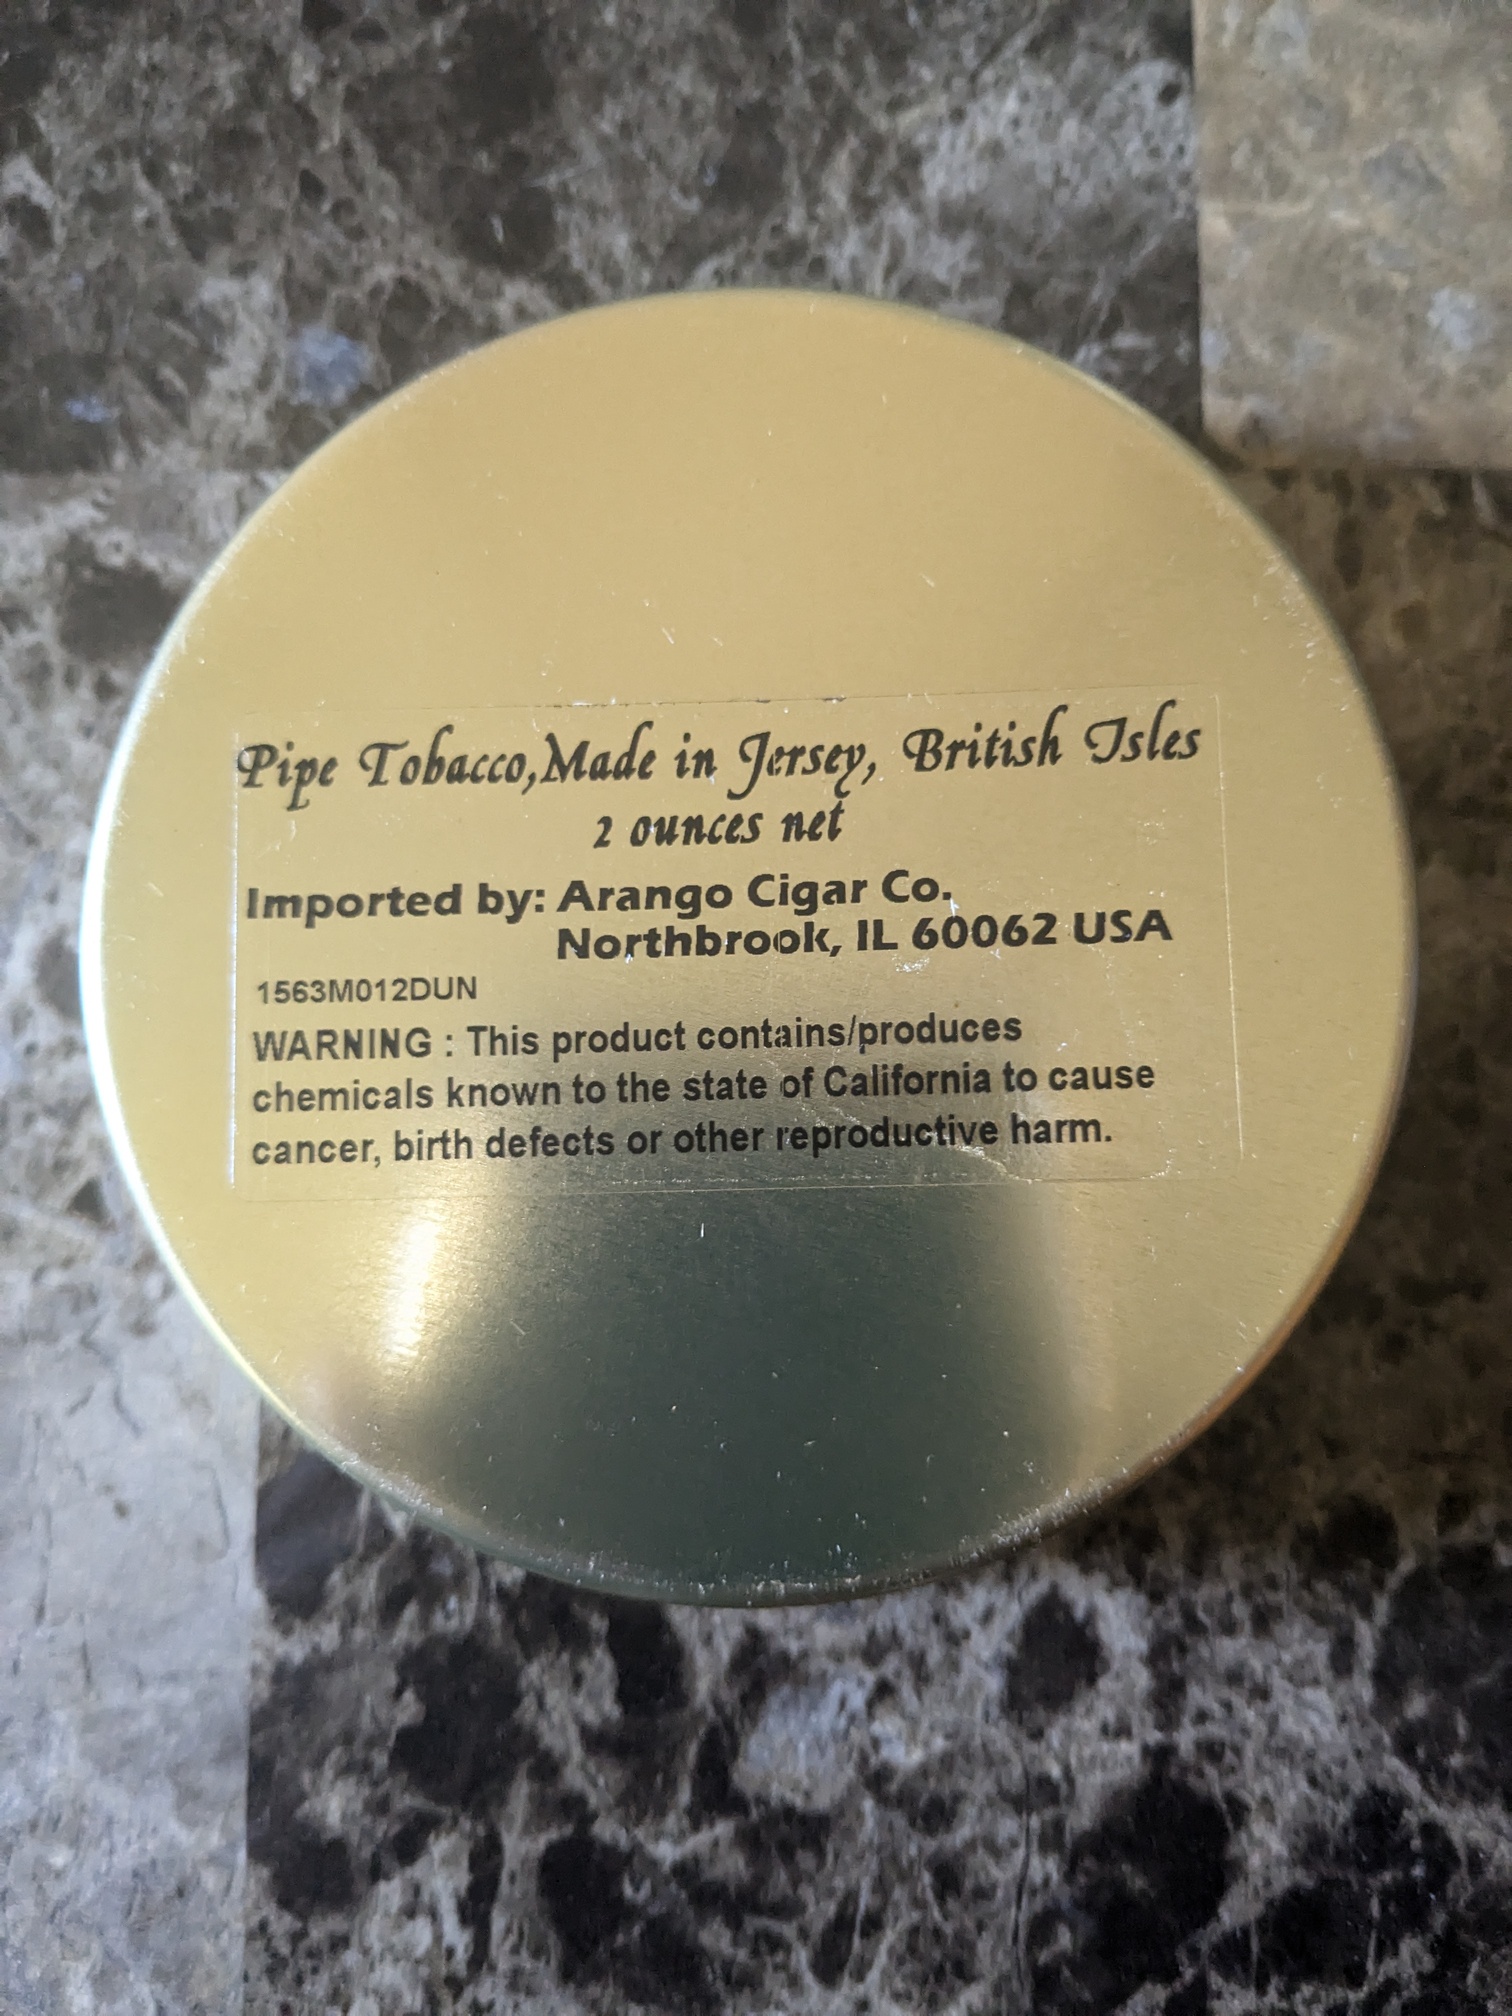 Pipe Tobacco,Made in Jersey, British Isles
2 ounces net
Imported by: Arango Cigar Co.
Northbrook, IL 60062 USA
1563M012DUN
WARNING : This product contains/produces
chemicals known to the state of California to cause
cancer, birth defects or other reproductive harm.